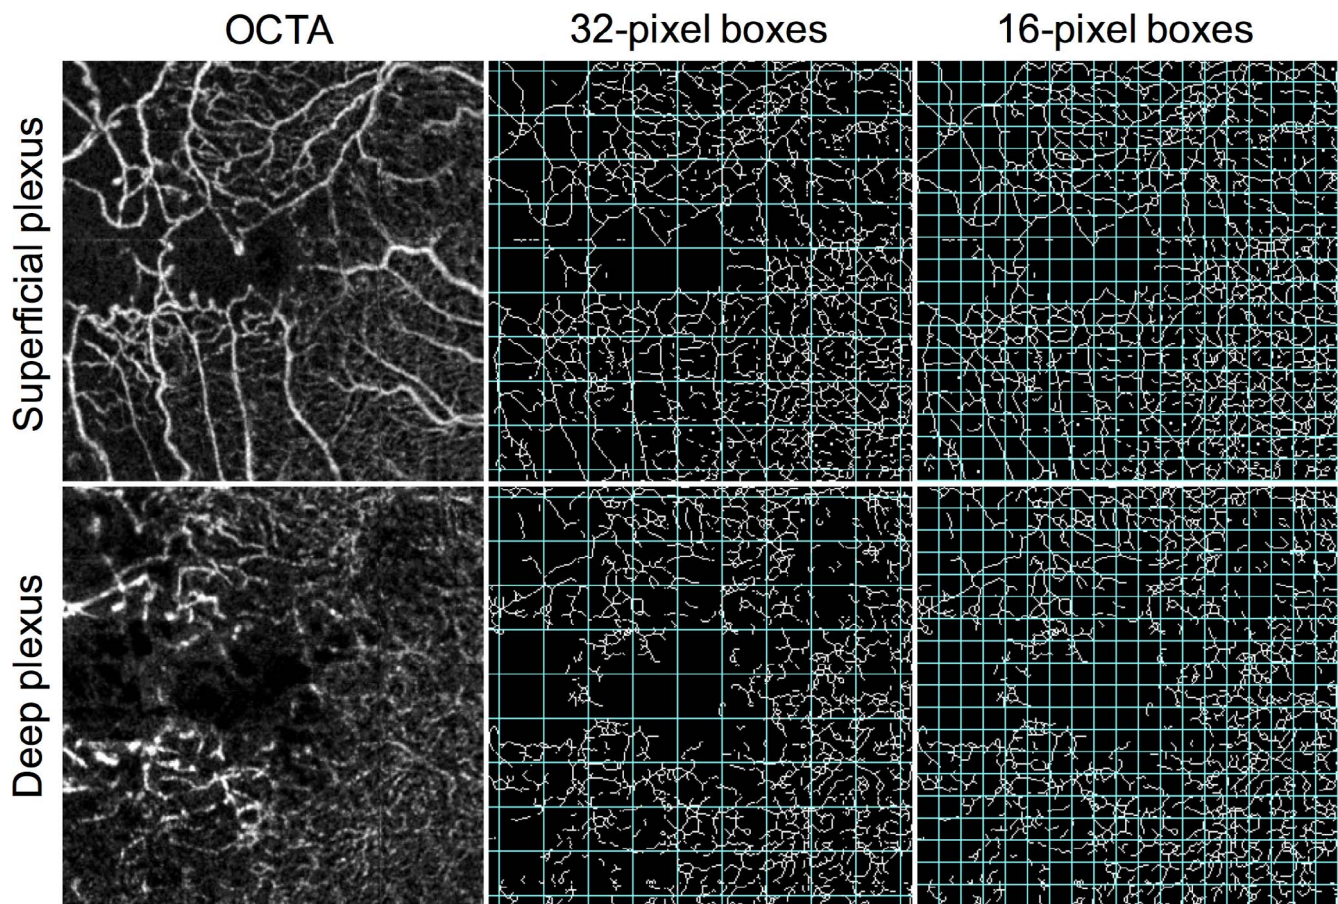 OCTA
32-pixel boxes
16-pixel boxes
Superficial plexus
Deep plexus